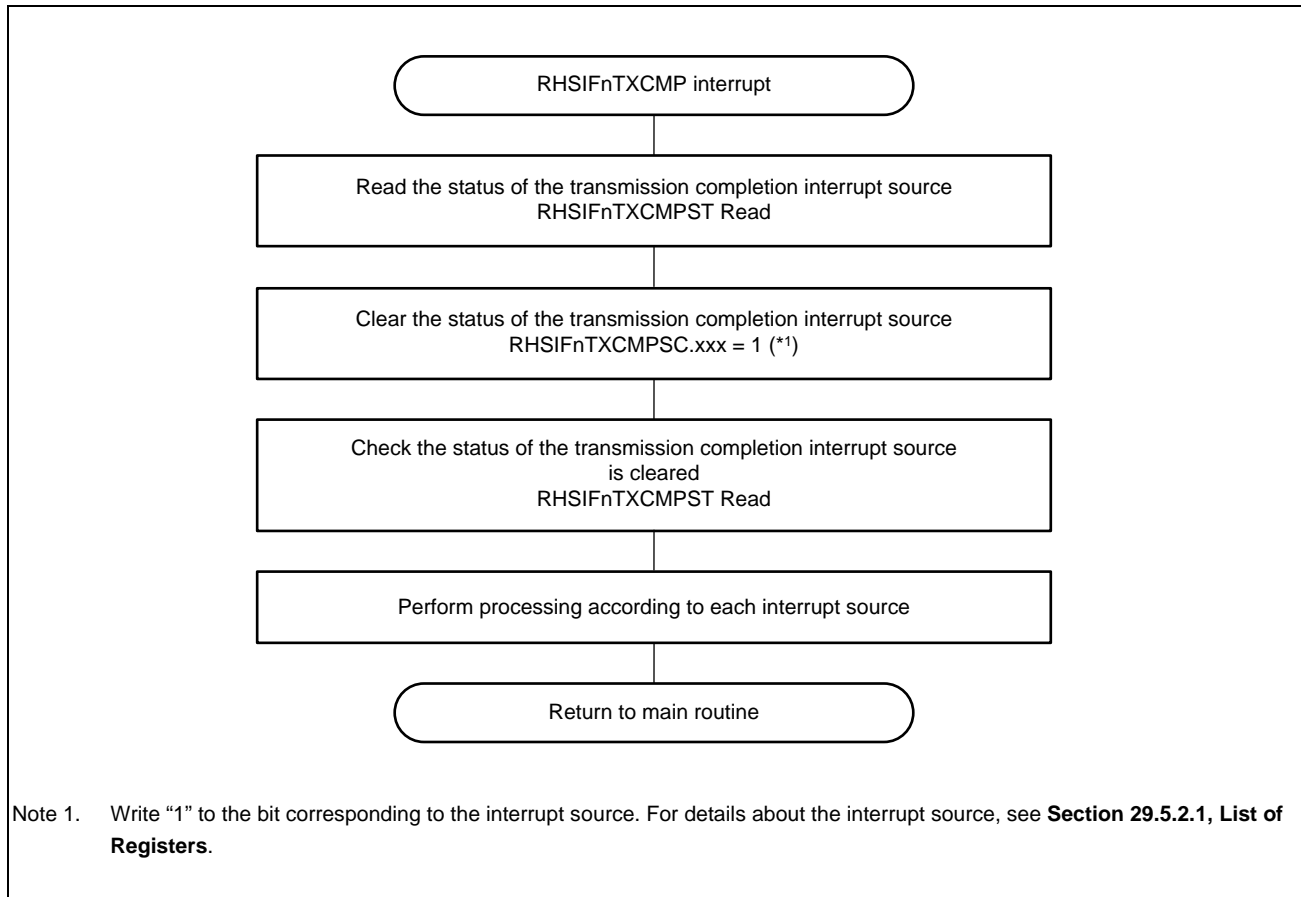 RHSIFnTXCMP interrupt
Read the status of the transmission completion interrupt source
RHSIFnTXCMPST Read
Clear the status of the transmission completion interrupt source
RHSIFnTXCMPSC.xxx = 1 (*1)
Check the status of the transmission completion interrupt source
is cleared
RHSIFnTXCMPST Read
Perform processing according to each interrupt source
Return to main routine
Note 1. Write “1” to the bit corresponding to the interrupt source. For details about the interrupt source, see Section 29.5.2.1, List of
Registers.